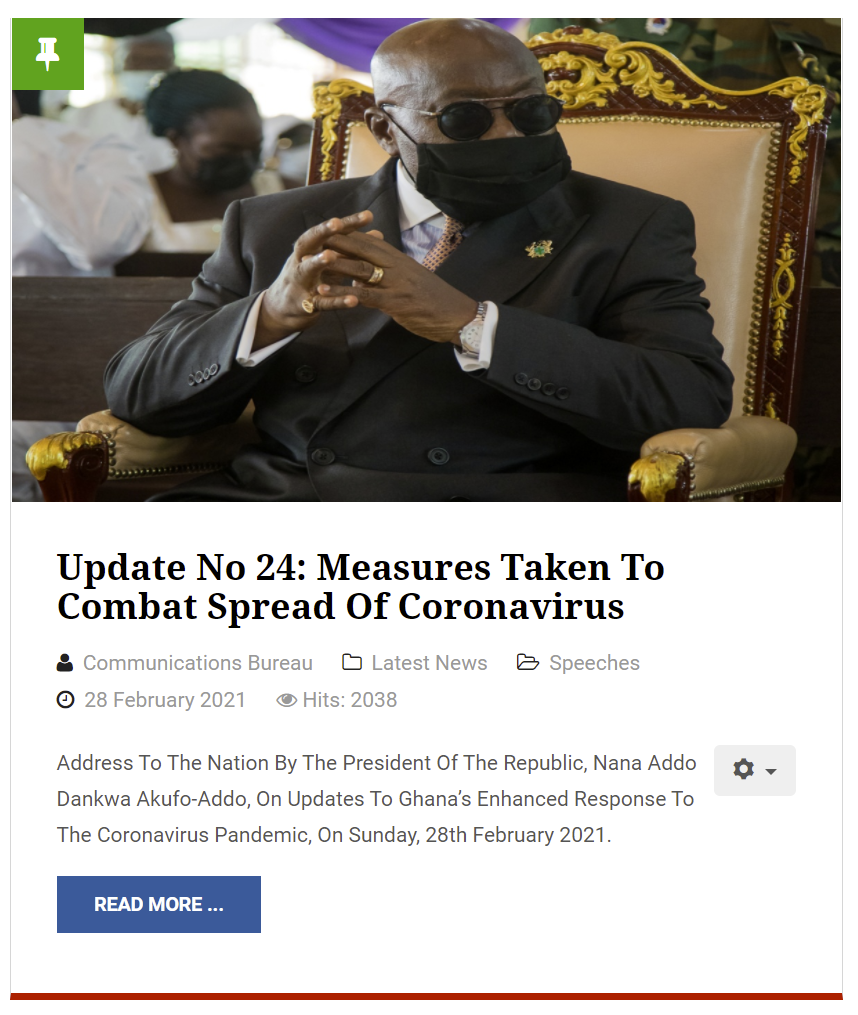 Update No 24: Measures Taken To
Combat Spread Of Coronavirus
Communications Bureau Latest News Speeches
28 February 2021 Hits: 2038
Address To The Nation By The President Of The Republic, Nana Addo
Dankwa Akufo-Addo, On Updates To Ghana’s Enhanced Response To
The Coronavirus Pandemic, On Sunday, 28th February 2021.
READ MORE ...